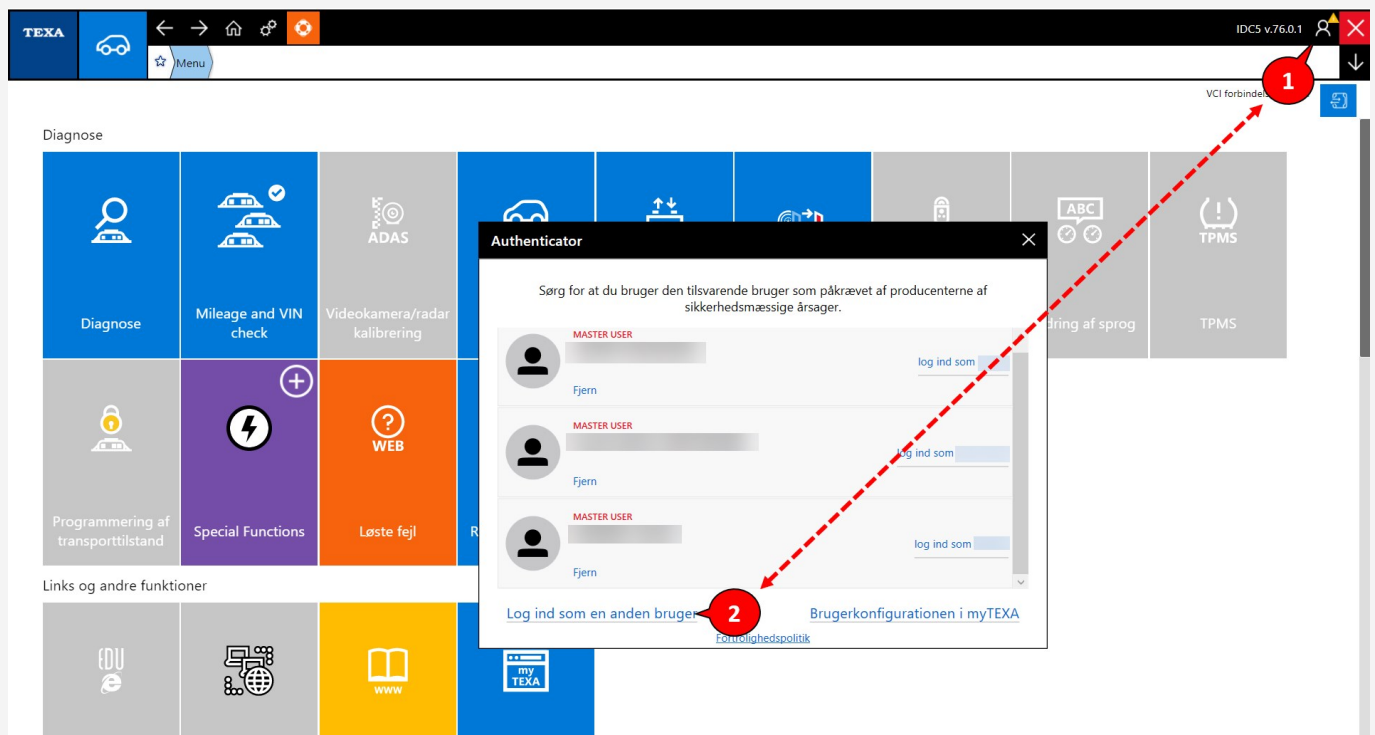 TEXA
IDC5 v.76.0.1
Menu
1
VCI
Diagnose
ADAS
ABC
TPMS
Diagnose
Mileage and VIN
check
Videokamera/radar
kalibrering
af sprog
TPMS
Authenticator
Sørg for at du bruger den tilsvarende bruger som påkrævet af producenterne af
sikkerhedsmæssige årsager.
MASTER USER
log ind som
Fjern
MASTER USER
log ind som
Fjern
MASTER USER
log ind som
Fjern
Log ind som en anden bruger
2
Brugerkonfigurationen i myTEXA
Fortrolighedspolitik
WEB
Programmering af
transporttilstand
Special Functions
Løste fejl
R
Links og andre funktioner
EDU
www
my
TEXA